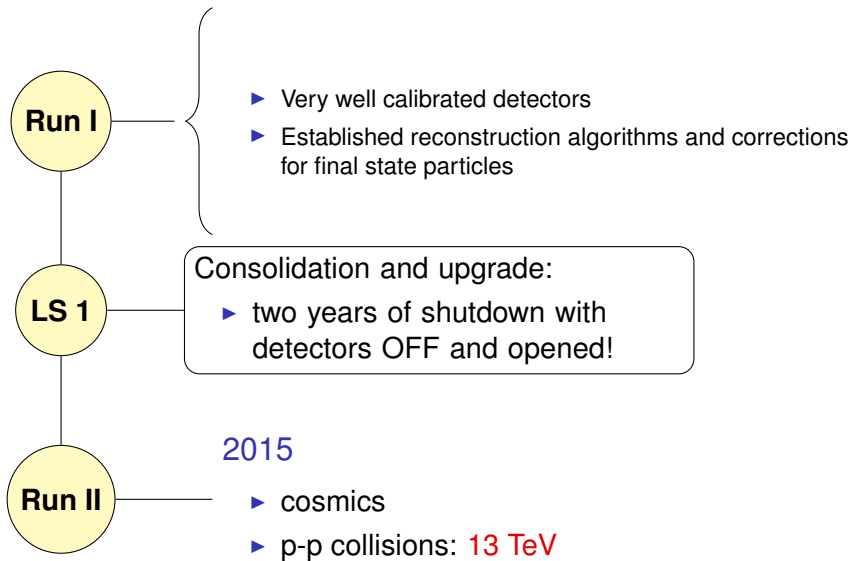 Run I
▶ Very well calibrated detectors
▶ Established reconstruction algorithms and corrections
for final state particles
LS 1
Consolidation and upgrade:
▶ two years of shutdown with
detectors OFF and opened!
Run II
2015
▶ cosmics
▶ p-p collisions: 13 TeV